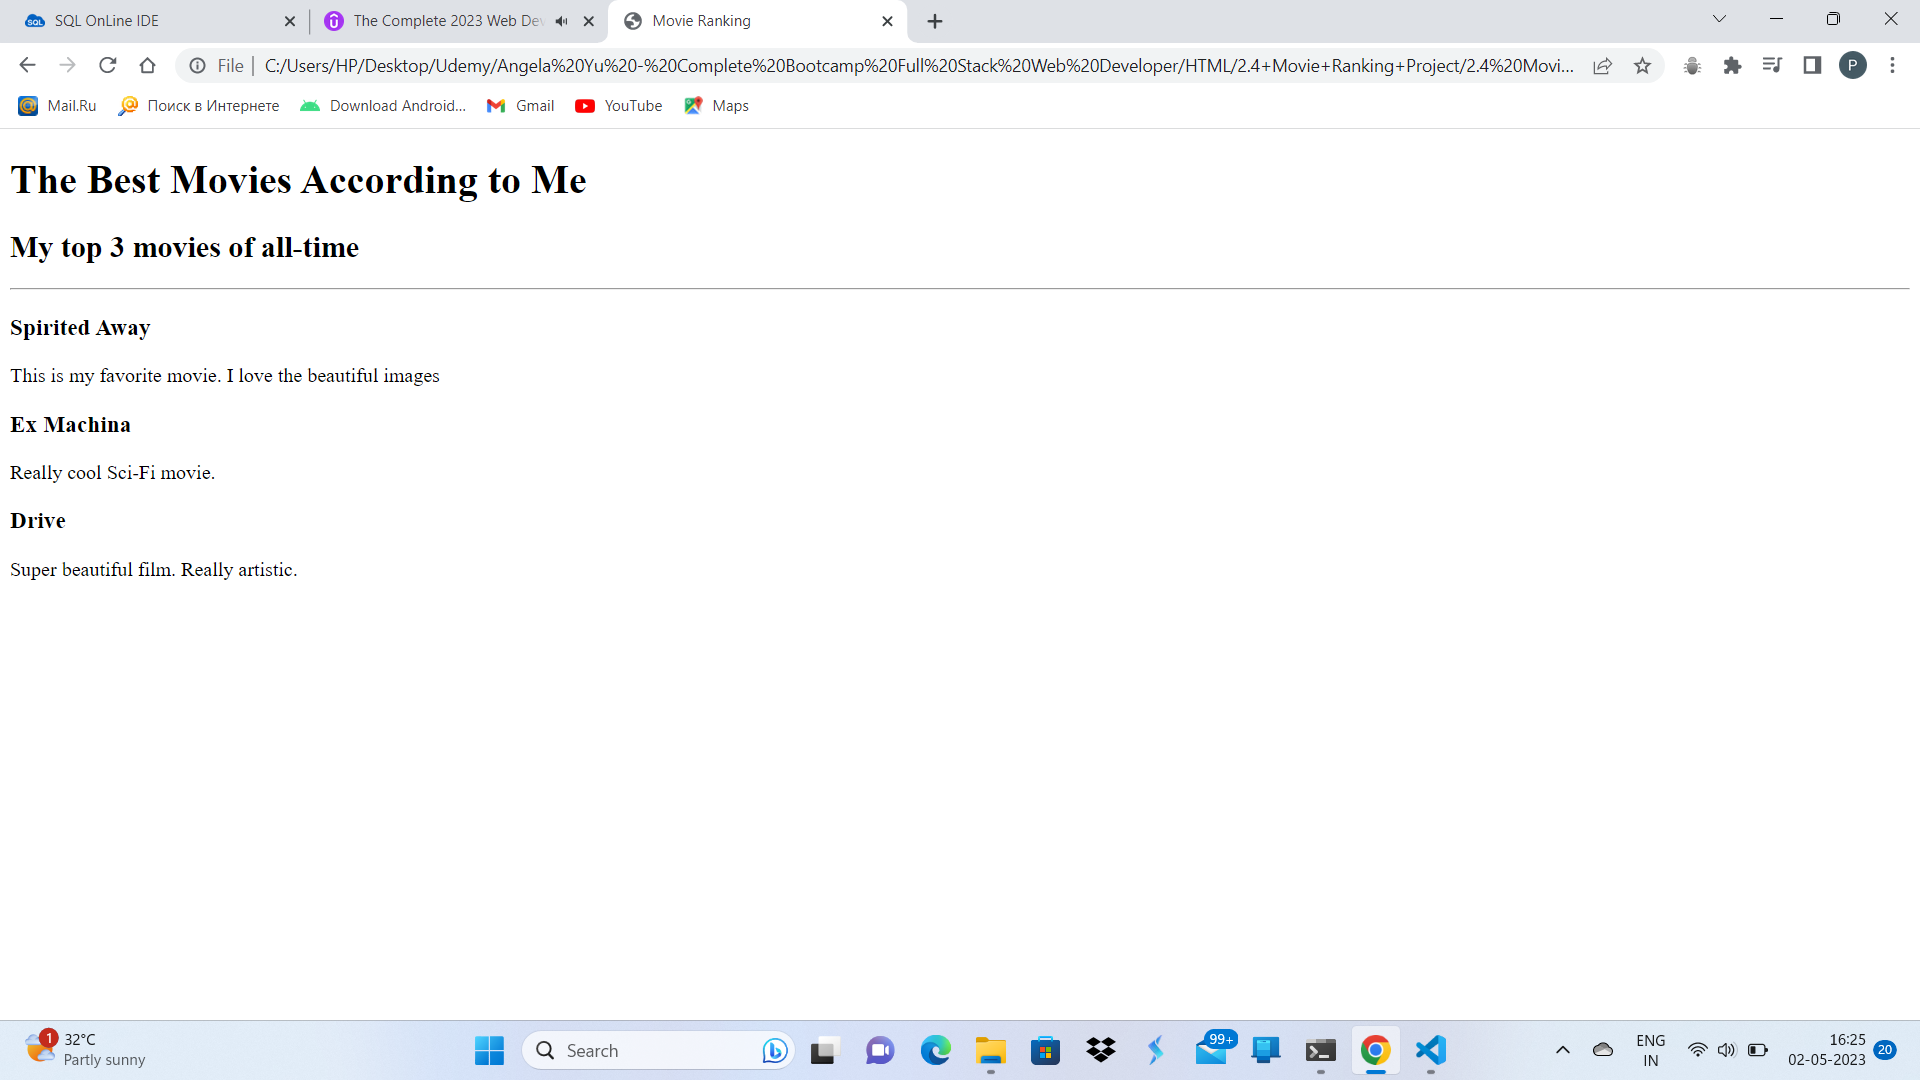 SQL OnLine IDE
The Complete 2023 Web Dev
Movie Ranking
File
C:/Users/HP/Desktop/Udemy/Angela%20Yu%20-%20Complete%20Bootcamp%20Full%20Stack%20Web%20Developer/HTML/2.4+Movie+Ranking+Project/2.4%20Movi...
P
Mail.Ru
Поиск в Интернете
Download Android...
Gmail
YouTube
Maps
The Best Movies According to Me
My top 3 movies of all-time
Spirited Away
This is my favorite movie. I love the beautiful images
Ex Machina
Really cool Sci-Fi movie.
Drive
Super beautiful film. Really artistic.
1
32°C
Partly sunny
Search
99+
ENG
IN
16:25
02-05-2023
20